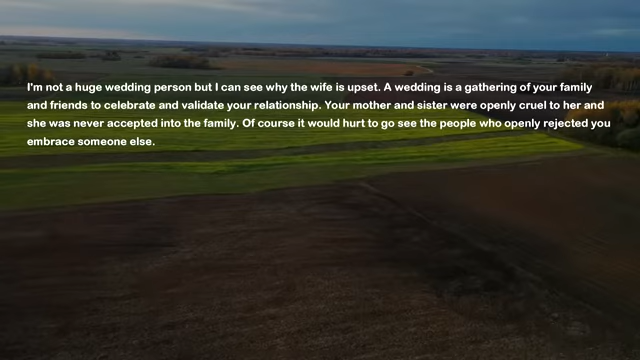 I'm not a huge wedding person but I can see why the wife is upset. A wedding is a gathering of your family
and friends to celebrate and validate your relationship. Your mother and sister were openly cruel to her and
she was never accepted into the family. Of course it would hurt to go see the people who openly rejected you
embrace someone else.